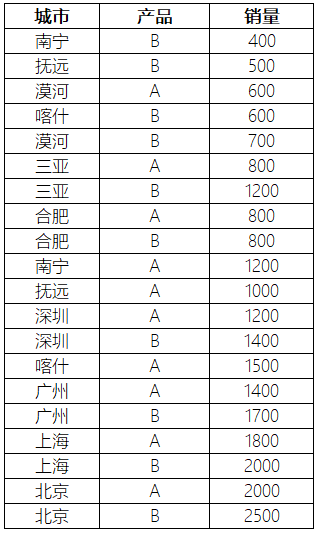 城市 产品 销量
南宁 B 400
抚远 B 500
漠河 A 600
喀什 B 600
漠河 B 700
三亚 A 800
三亚 B 1200
合肥 A 800
合肥 B 800
南宁 A 1200
抚远 A 1000
深圳 A 1200
深圳 B 1400
喀什 A 1500
广州 A 1400
广州 B 1700
上海 A 1800
上海 B 2000
北京 A 2000
北京 B 2500